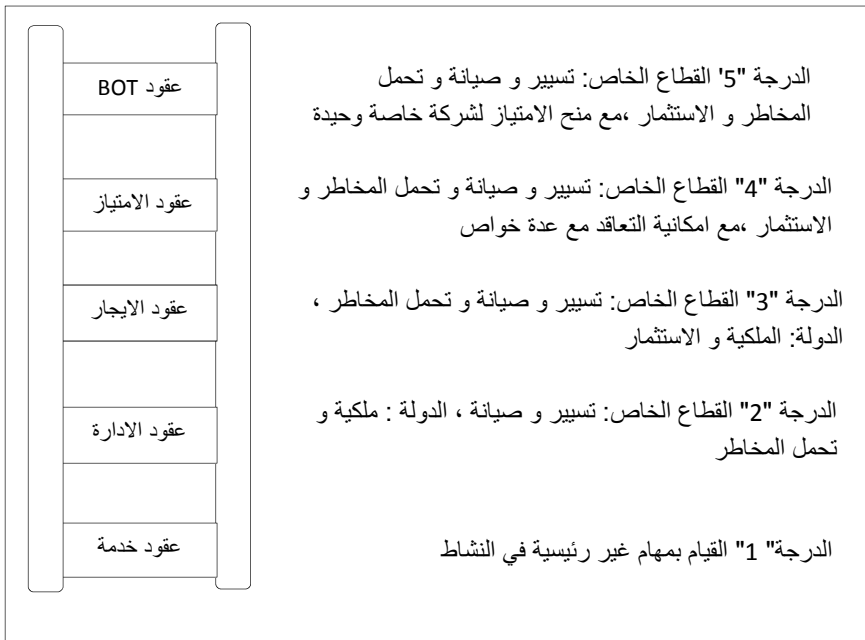 عقود BOT
الدرجة "5' القطاع الخاص: تسيير و صيانة و تحمل
المخاطر و الاستثمار ،مع منح الامتياز لشركة خاصة وحيدة
عقود الامتياز
الدرجة "4" القطاع الخاص: تسيير و صيانة و تحمل المخاطر و
الاستثمار ،مع امكانية التعاقد مع عدة خواص
عقود الايجار
الدرجة "3" القطاع الخاص: تسيير و صيانة و تحمل المخاطر ،
الدولة: الملكية و الاستثمار
عقود الادارة
الدرجة "2" القطاع الخاص: تسيير و صيانة ، الدولة : ملكية و
تحمل المخاطر
عقود خدمة
الدرجة" 1" القيام بمهام غير رئيسية في النشاط